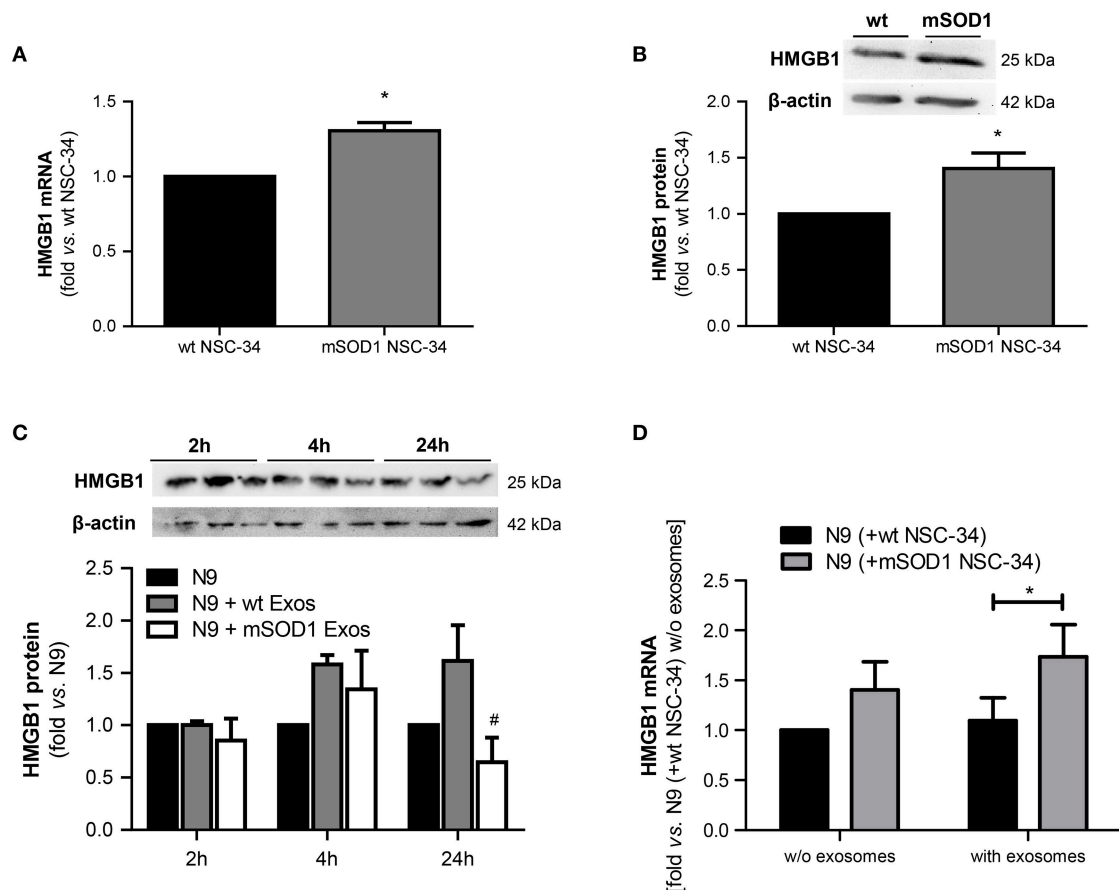 A
HMGB1 mRNA
(fold vs. wt NSC-34)
1.5
1.0
0.5
0.0
*
wt NSC-34
mSOD1 NSC-34
B
wt
mSOD1
HMGB1
25 kDa
β-actin
42 kDa
HMGB1 protein
(fold vs. wt NSC-34)
2.0
1.5
1.0
0.5
0.0
*
wt NSC-34
mSOD1 NSC-34
C
2h
4h
24h
HMGB1
25 kDa
β-actin
42 kDa
HMGB1 protein
(fold vs. N9)
2.5
2.0
1.5
1.0
0.5
0.0
N9
N9 + wt Exos
N9 + mSOD1 Exos
#
2h
4h
24h
D
N9 (+wt NSC-34)
N9 (+mSOD1 NSC-34)
HMGB1 mRNA
[fold vs. N9 (+wt NSC-34) w/o exosomes]
2.5
2.0
1.5
1.0
0.5
0.0
*
w/o exosomes
with exosomes